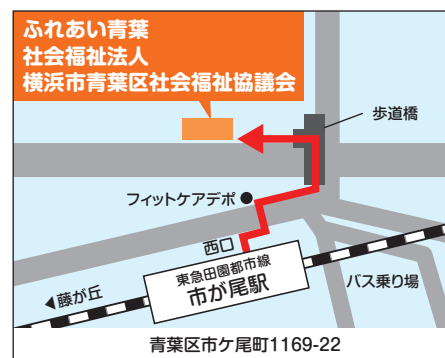 ふれあい青葉
社会福祉法人
横浜市青葉区社会福祉協議会
歩道橋
フィットケアデポ
西口
東急田園都市線
市が尾駅
バス乗り場
藤が丘
青葉区市ケ尾町1169-22